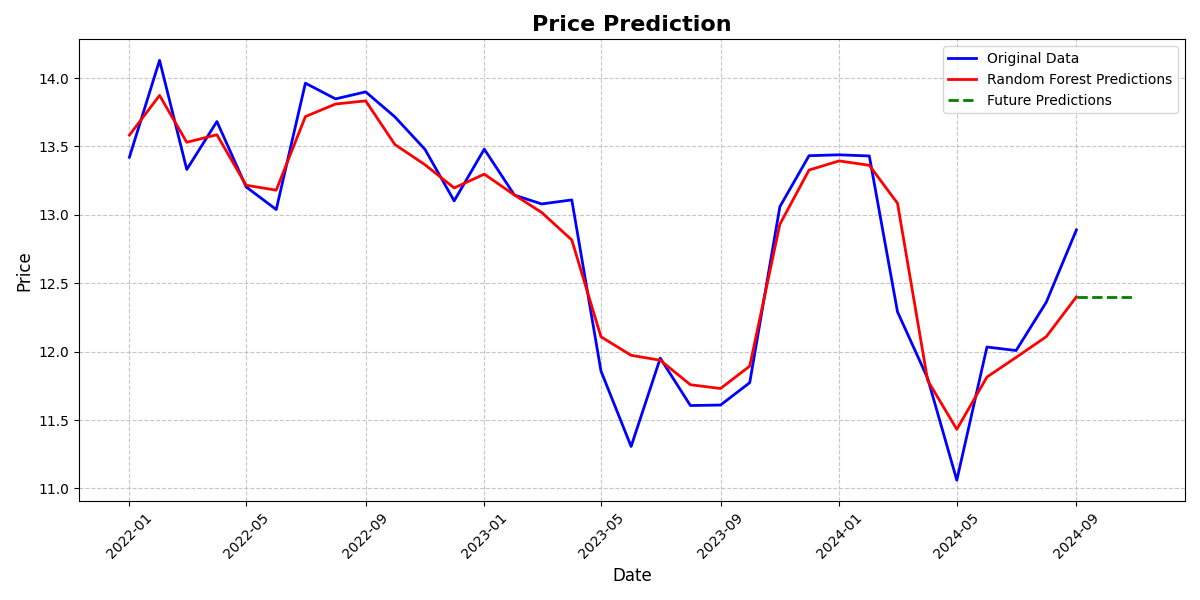 Price Prediction
Original Data
Random Forest Predictions
Future Predictions
Price
14.0
13.5
13.0
12.5
12.0
11.5
11.0
2022-01
2022-05
2022-09
2023-01
2023-05
2023-09
2024-01
2024-05
2024-09
Date